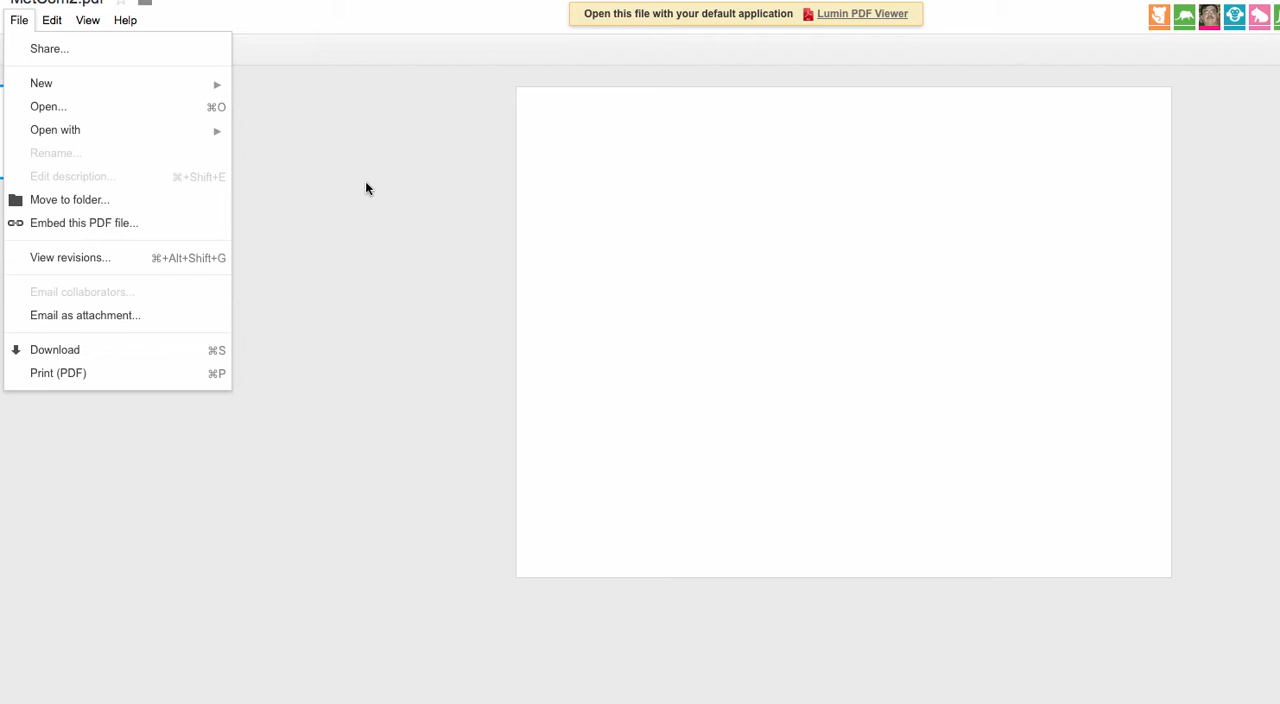 MetCom2.pdf
File Edit View Help
Open this file with your default application Lumin PDF Viewer
Share...
New
Open... ⌘O
Open with
Rename...
Edit description... ⌘+Shift+E
Move to folder...
Embed this PDF file...
View revisions... ⌘+Alt+Shift+G
Email collaborators...
Email as attachment...
Download ⌘S
Print (PDF) ⌘P